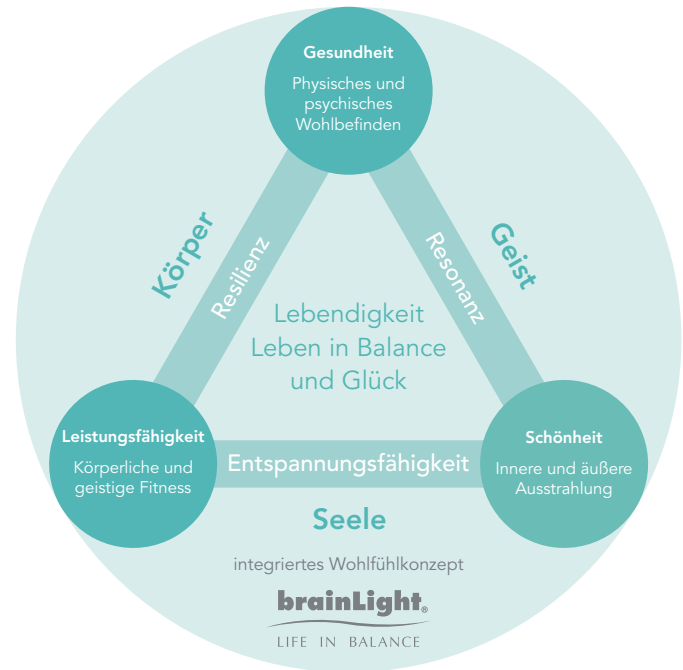 Gesundheit
Physisches und
psychisches
Wohlbefinden
Körper
Resilienz
Resonanz
Geist
Lebendigkeit
Leben in Balance
und Glück
Leistungsfähigkeit
Körperliche und
geistige Fitness
Entspannungsfähigkeit
Schönheit
Innere und äußere
Ausstrahlung
Seele
integriertes Wohlfühlkonzept
brainLight®
LIFE IN BALANCE